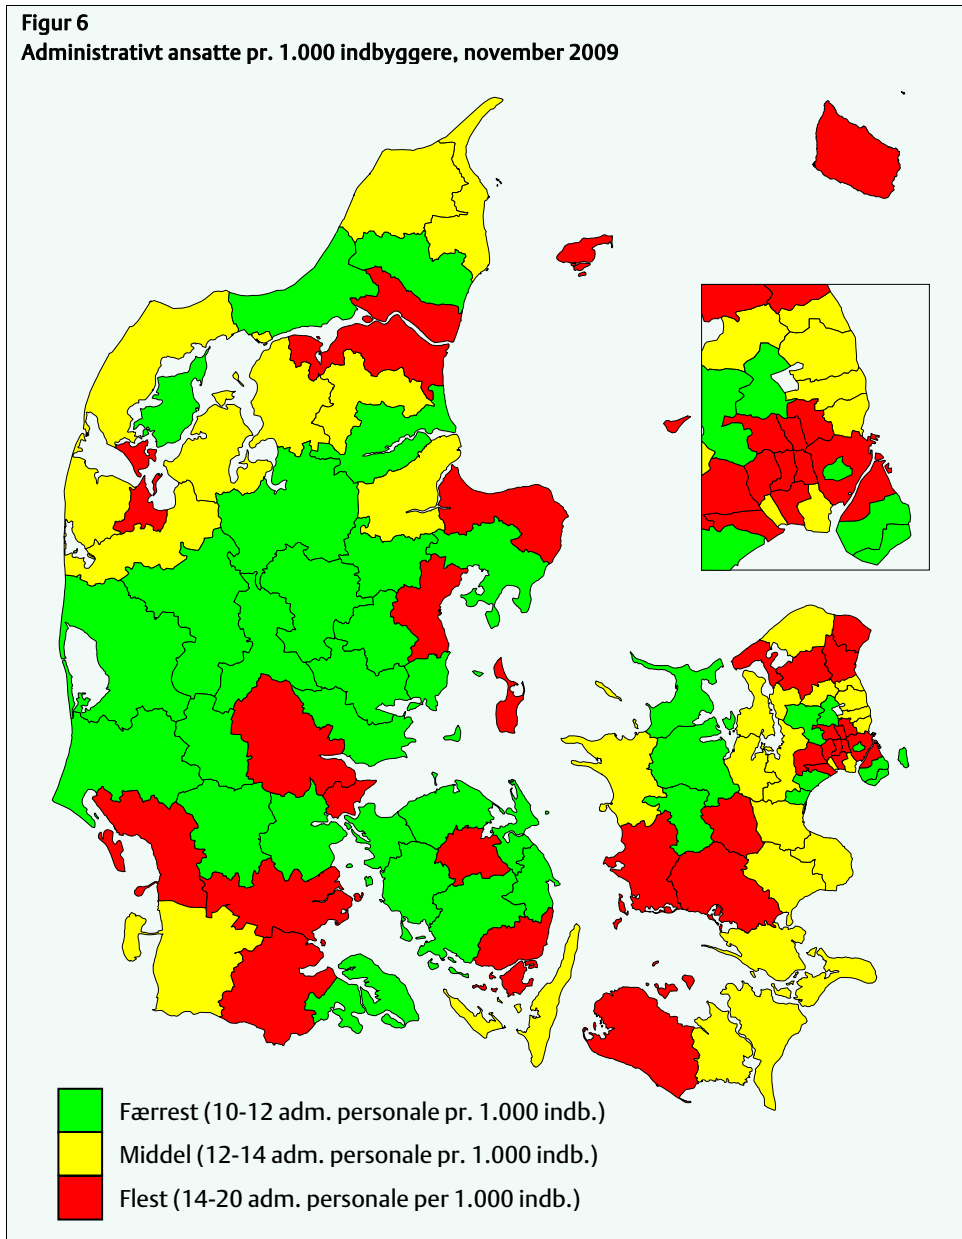 Figur 6
Administrativt ansatte pr. 1.000 indbyggere, november 2009
Færrest (10-12 adm. personale pr. 1.000 indb.)
Middel (12-14 adm. personale pr. 1.000 indb.)
Flest (14-20 adm. personale per 1.000 indb.)